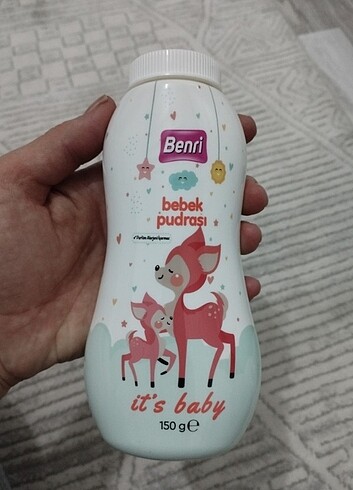 Benri
bebek
pudrası
it's baby
150 g ℮